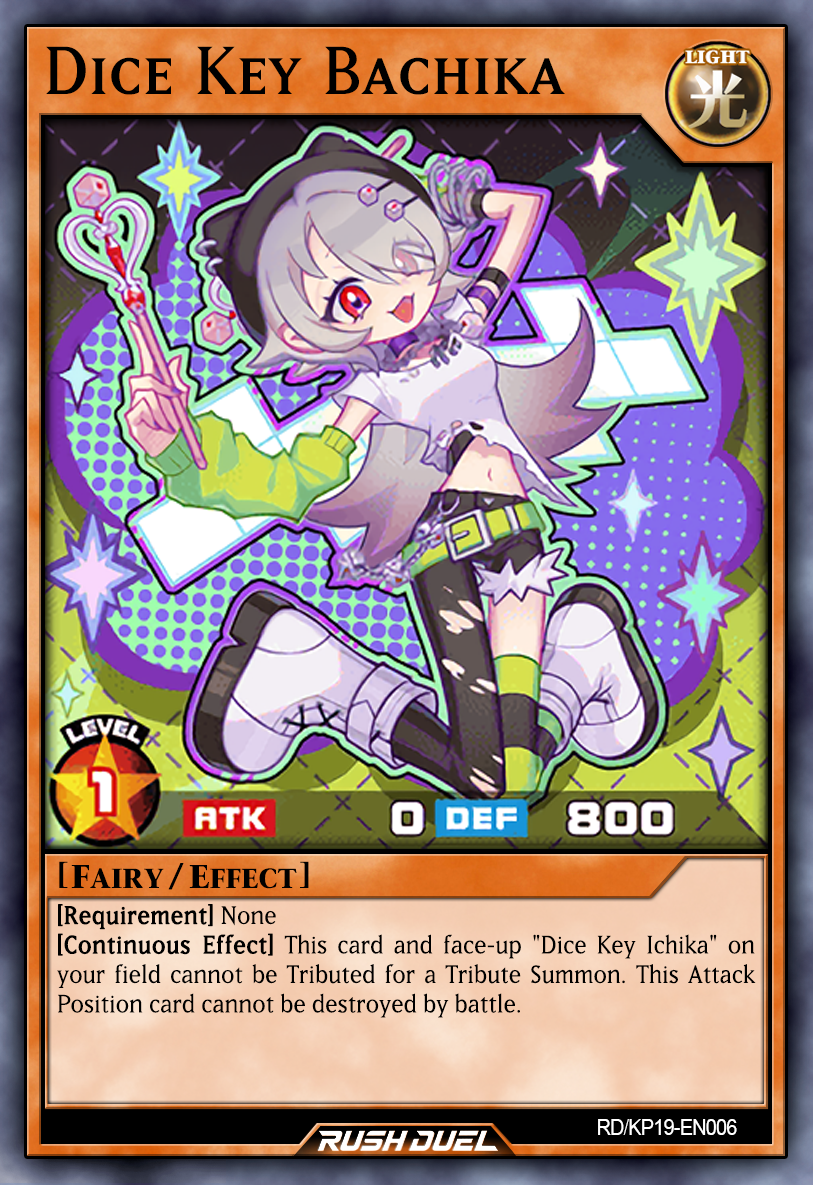 DICE KEY BACHIKA
LIGHT
光
LEVEL
1
ATK 0 DEF 800
[FAIRY / EFFECT]
[Requirement] None
[Continuous Effect] This card and face-up "Dice Key Ichika" on
your field cannot be Tributed for a Tribute Summon. This Attack
Position card cannot be destroyed by battle.
RD/KP19-EN006
RUSH DUEL